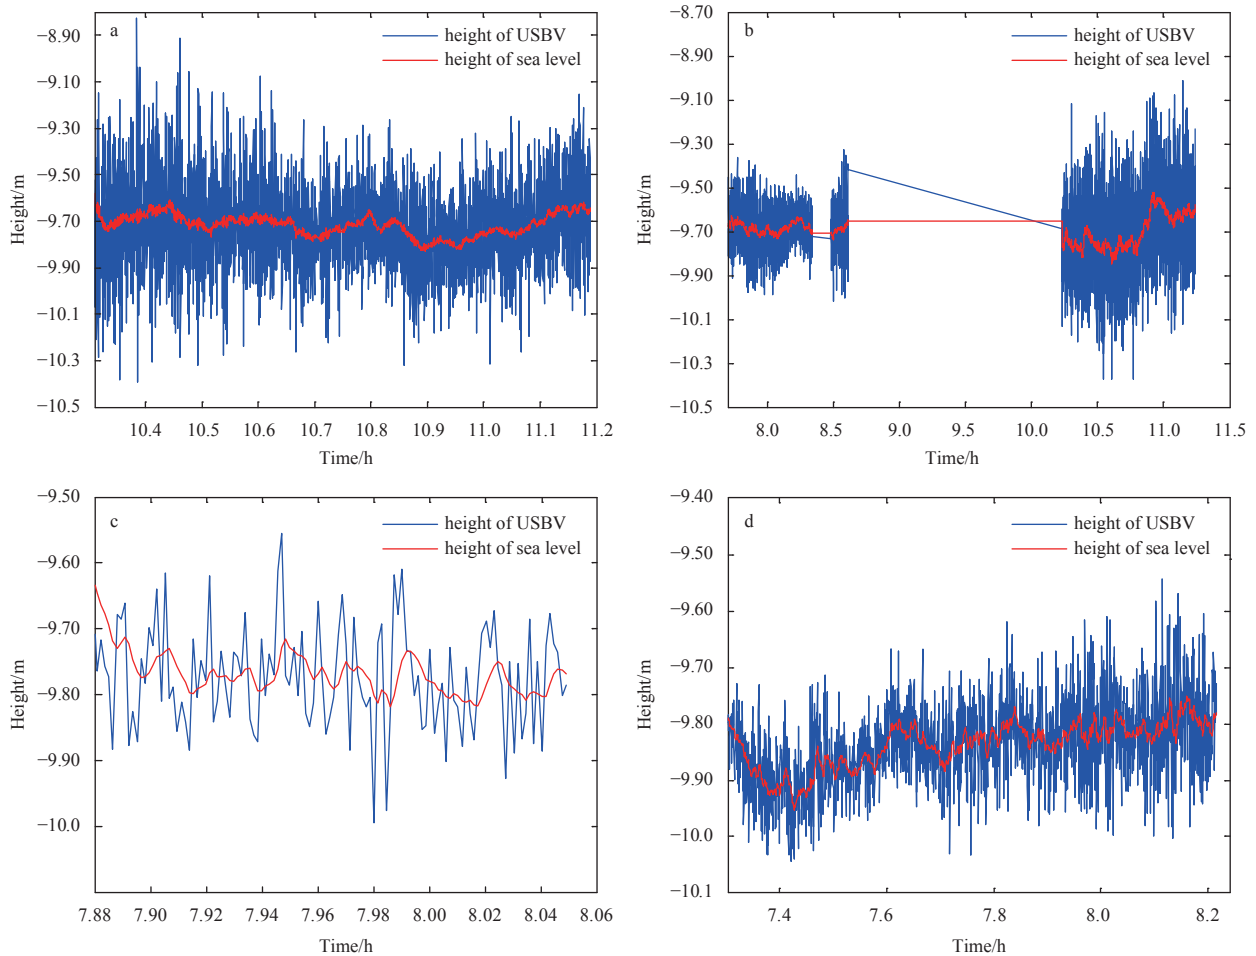 a
height of USBV
height of sea level
Height/m
−8.90
−9.10
−9.30
−9.50
−9.70
−9.90
−10.1
−10.3
−10.5
10.4 10.5 10.6 10.7 10.8 10.9 11.0 11.1 11.2
Time/h
b
height of USBV
height of sea level
Height/m
−8.70
−8.90
−9.10
−9.30
−9.50
−9.70
−9.90
−10.1
−10.3
−10.5
8.0 8.5 9.0 9.5 10.0 10.5 11.0 11.5
Time/h
c
height of USBV
height of sea level
Height/m
−9.50
−9.60
−9.70
−9.80
−9.90
−10.0
7.88 7.90 7.92 7.94 7.96 7.98 8.00 8.02 8.04 8.06
Time/h
d
height of USBV
height of sea level
Height/m
−9.40
−9.50
−9.60
−9.70
−9.80
−9.90
−10.0
−10.1
7.4 7.6 7.8 8.0 8.2
Time/h